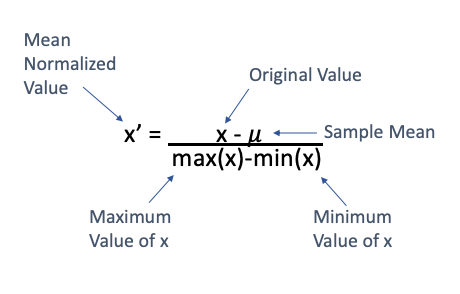 Mean
Normalized
Value
Original Value
x’ =
x - μ
Sample Mean
max(x)-min(x)
Maximum
Value of x
Minimum
Value of x